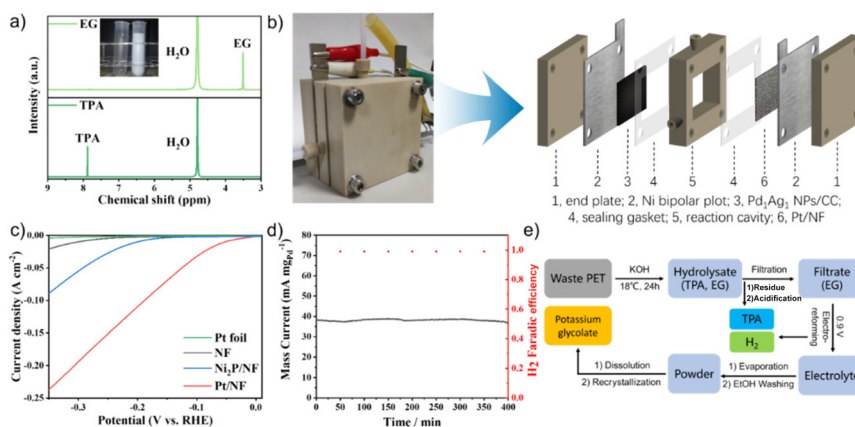 a)
EG
H₂O
EG
TPA
TPA
H₂O
Intensity (a.u.)
9 8 7 6 5 4 3
Chemical shift (ppm)
b)
1 2 3 4 5 4 6 2 1
1, end plate; 2, Ni bipolar plot; 3, Pd₁Ag₁ NPs/CC;
4, sealing gasket; 5, reaction cavity; 6, Pt/NF
c)
0.00
-0.05
-0.10
-0.15
-0.20
-0.25
Current density (A cm⁻²)
Pt foil
NF
Ni₂P/NF
Pt/NF
-0.3 -0.2 -0.1 0.0
Potential (V vs. RHE)
d)
80
70
60
50
40
30
20
10
0
Mass Current (mA mg_Pd⁻¹)
1.0
0.8
0.6
0.4
0.2
0.0
H2 Faradic efficiency
0 50 100 150 200 250 300 350 400
Time / min
e)
Waste PET
KOH
18℃, 24h
Hydrolysate
(TPA, EG)
Filtration
1)Residue
2)Acidification
Filtrate
(EG)
TPA
H₂
0.9 V
Electro-
reforming
Potassium
glycolate
1) Dissolution
2) Recrystallization
Powder
1) Evaporation
2) EtOH Washing
Electrolyte